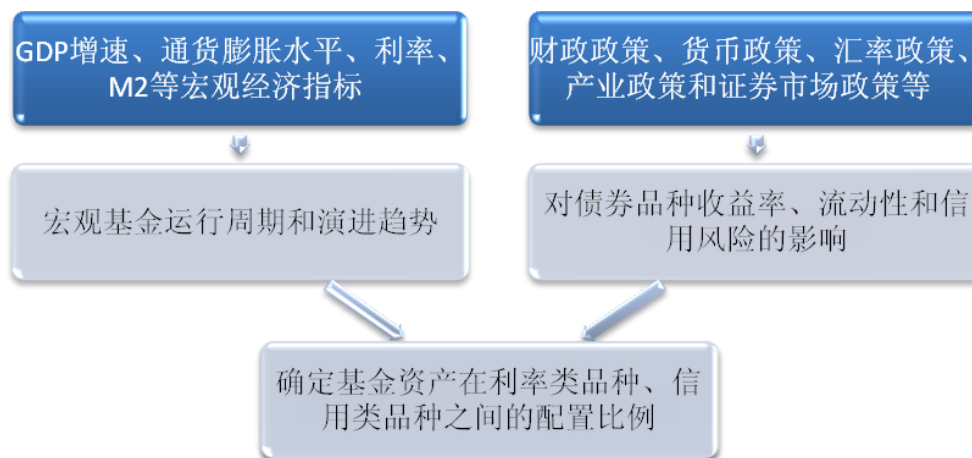 GDP增速、通货膨胀水平、利率、
M2等宏观经济指标
财政政策、货币政策、汇率政策、
产业政策和证券市场政策等
宏观基金运行周期和演进趋势
对债券品种收益率、流动性和信
用风险的影响
确定基金资产在利率类品种、信
用类品种之间的配置比例